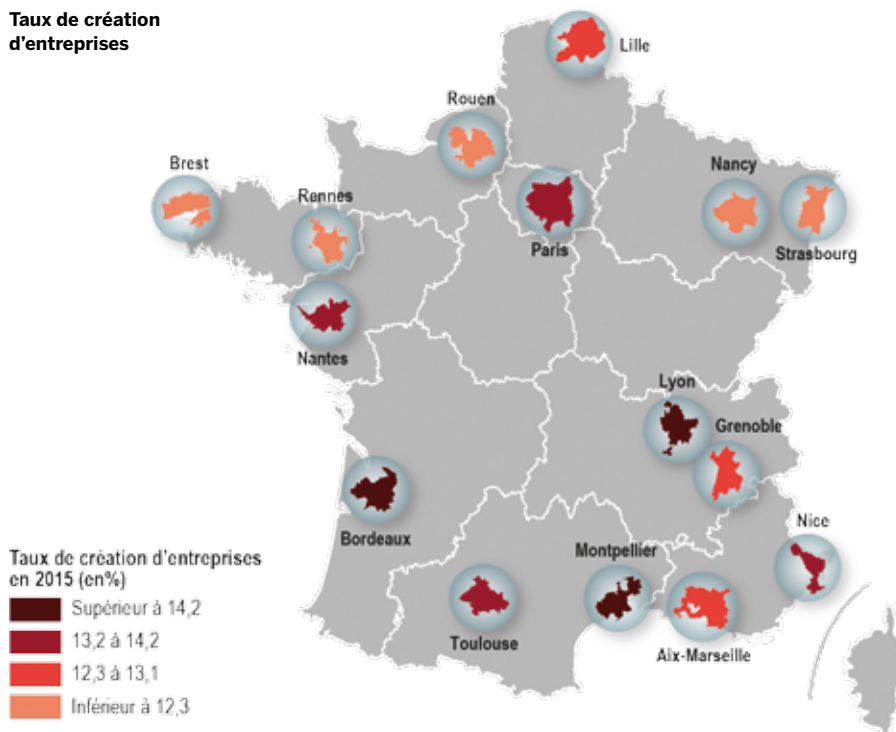 Taux de création
d'entreprises
Lille
Rouen
Brest
Nancy
Rennes
Paris
Strasbourg
Nantes
Lyon
Grenoble
Nice
Bordeaux
Montpellier
Toulouse
Aix-Marseille
Taux de création d'entreprises
en 2015 (en%)
Supérieur à 14,2
13,2 à 14,2
12,3 à 13,1
Inférieur à 12,3